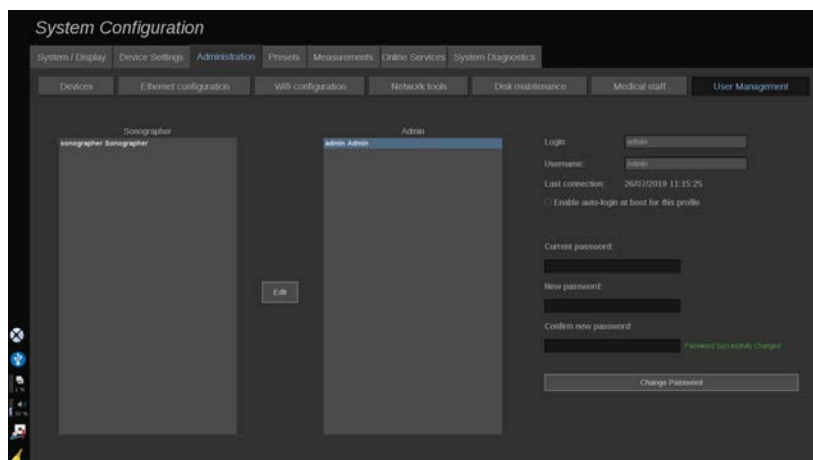 System Configuration
System / Display Device Settings Administration Presets Measurements Online Services System Diagnostics
Devices Ethernet configuration Wifi configuration Network tools Disk maintenance Medical staff User Management
Sonographer Admin
sonographer Sonographer admin Admin
Login: admin
Username: Admin
Last connection: 26/07/2019 11:15:25
Enable auto-login at boot for this profile
Current password:
Edit
New password:
Confirm new password:
Password Successfully Changed
Change Password